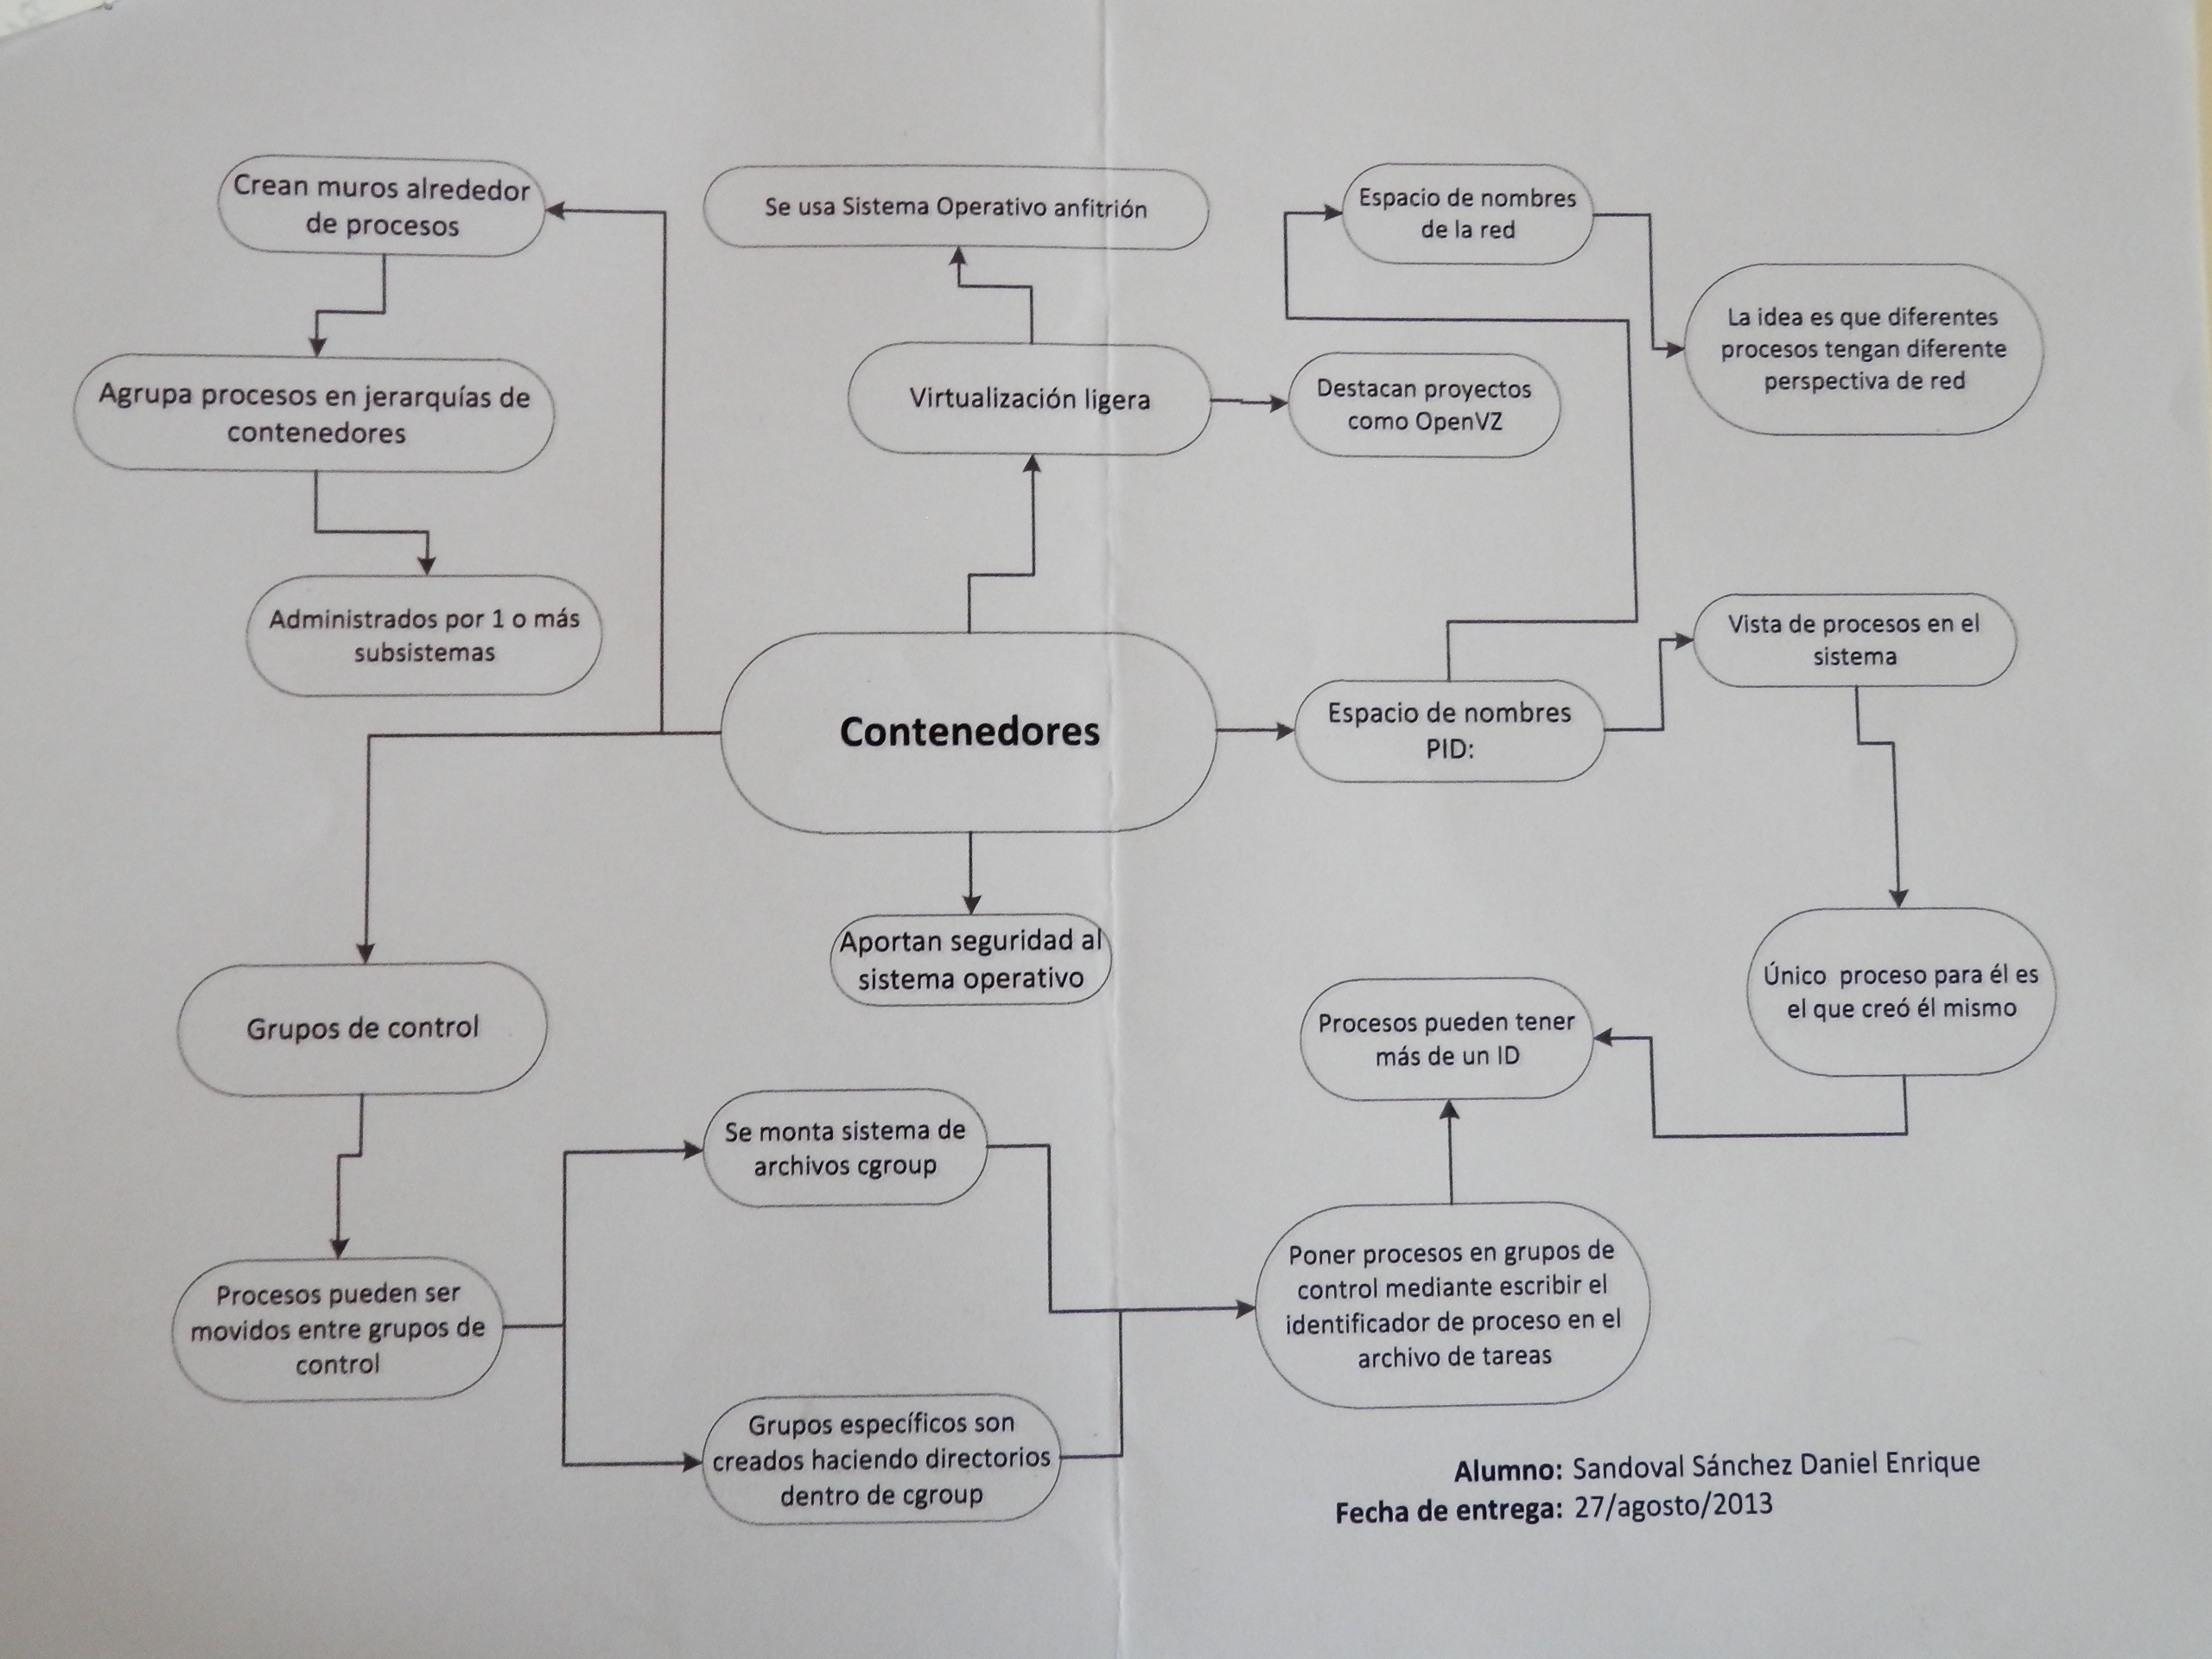 Crean muros alrededor
de procesos
Se usa Sistema Operativo anfitrión
Espacio de nombres
de la red
La idea es que diferentes
procesos tengan diferente
perspectiva de red
Agrupa procesos en jerarquías de
contenedores
Virtualización ligera
Destacan proyectos
como OpenVZ
Administrados por 1 o más
subsistemas
Vista de procesos en el
sistema
Contenedores
Espacio de nombres
PID:
Aportan seguridad al
sistema operativo
Único proceso para él es
el que creó él mismo
Grupos de control
Procesos pueden tener
más de un ID
Se monta sistema de
archivos cgroup
Procesos pueden ser
movidos entre grupos de
control
Poner procesos en grupos de
control mediante escribir el
identificador de proceso en el
archivo de tareas
Grupos específicos son
creados haciendo directorios
dentro de cgroup
Alumno: Sandoval Sánchez Daniel Enrique
Fecha de entrega: 27/agosto/2013